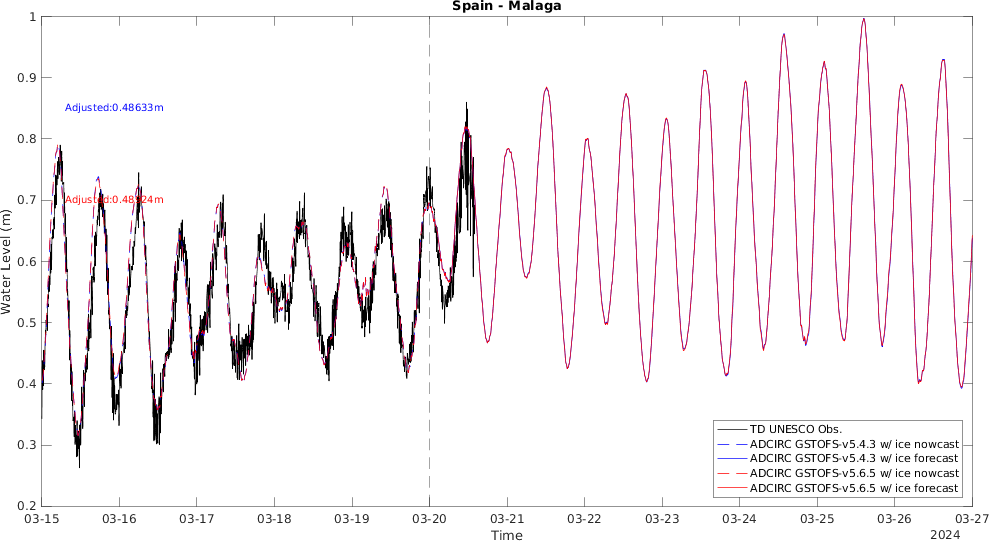 Spain - Malaga
1
0.9
0.8
0.7
0.6
0.5
0.4
0.3
0.2
Water Level (m)
Adjusted:0.48633m
Adjusted:0.48524m
TD UNESCO Obs.
ADCIRC GSTOFS-v5.4.3 w/ ice nowcast
ADCIRC GSTOFS-v5.4.3 w/ ice forecast
ADCIRC GSTOFS-v5.6.5 w/ ice nowcast
ADCIRC GSTOFS-v5.6.5 w/ ice forecast
03-15 03-16 03-17 03-18 03-19 03-20 03-21 03-22 03-23 03-24 03-25 03-26 03-27
Time
2024